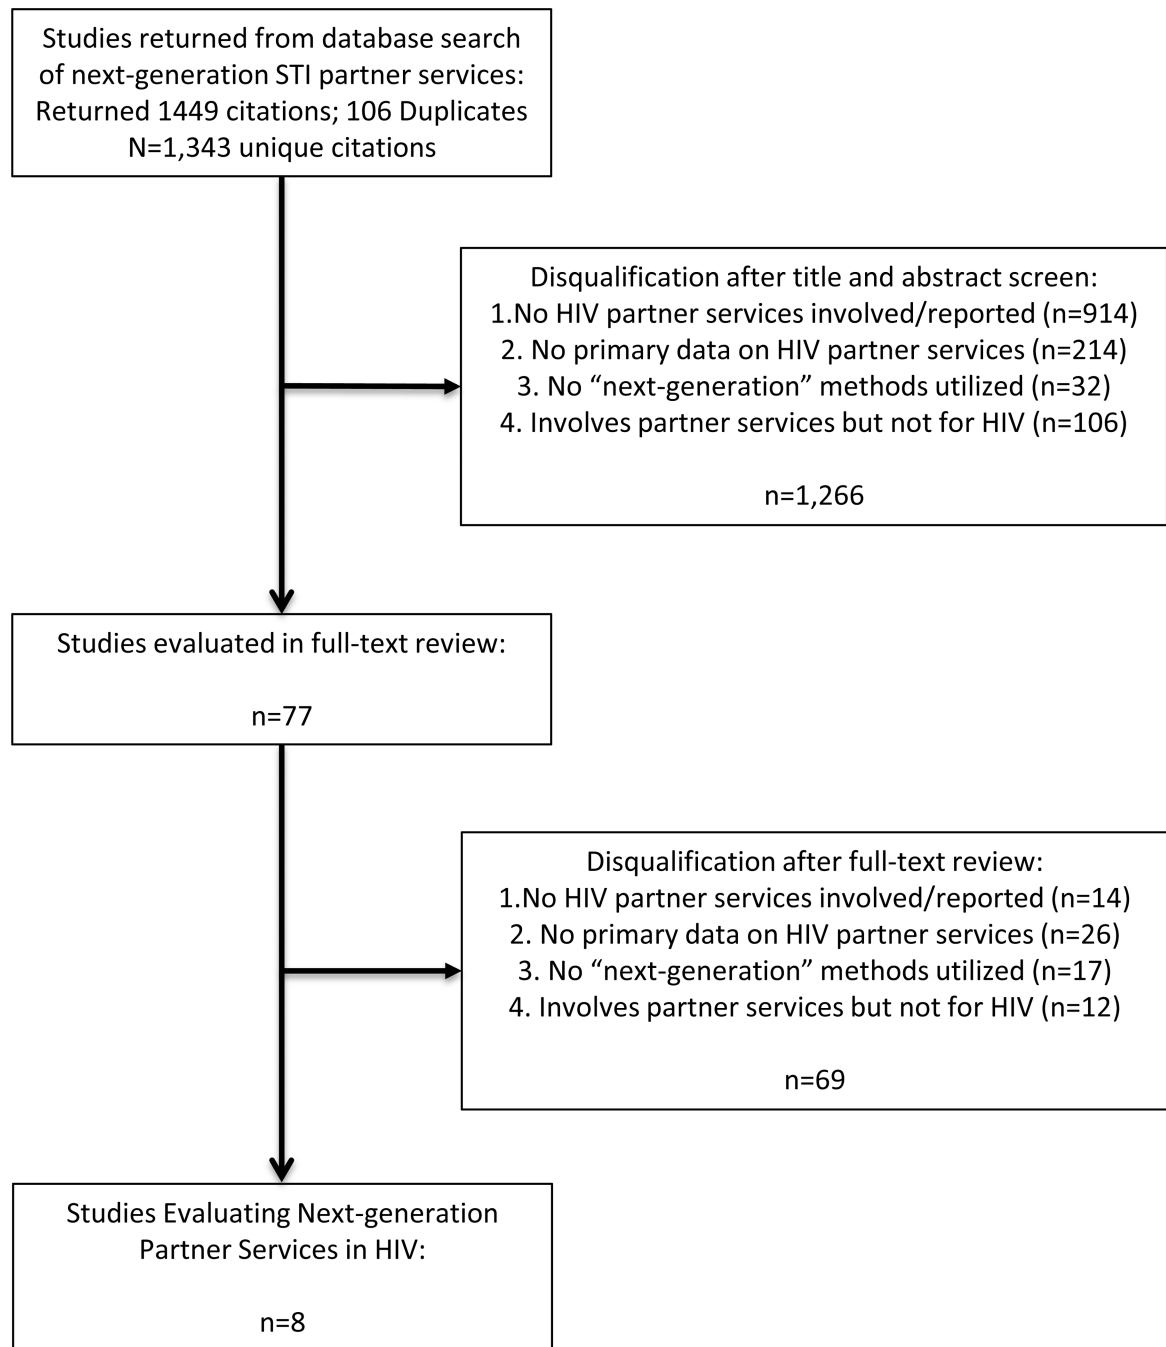 Studies returned from database search
of next-generation STI partner services:
Returned 1449 citations; 106 Duplicates
N=1,343 unique citations
Disqualification after title and abstract screen:
1.No HIV partner services involved/reported (n=914)
2. No primary data on HIV partner services (n=214)
3. No “next-generation” methods utilized (n=32)
4. Involves partner services but not for HIV (n=106)
n=1,266
Studies evaluated in full-text review:
n=77
Disqualification after full-text review:
1.No HIV partner services involved/reported (n=14)
2. No primary data on HIV partner services (n=26)
3. No “next-generation” methods utilized (n=17)
4. Involves partner services but not for HIV (n=12)
n=69
Studies Evaluating Next-generation
Partner Services in HIV:
n=8